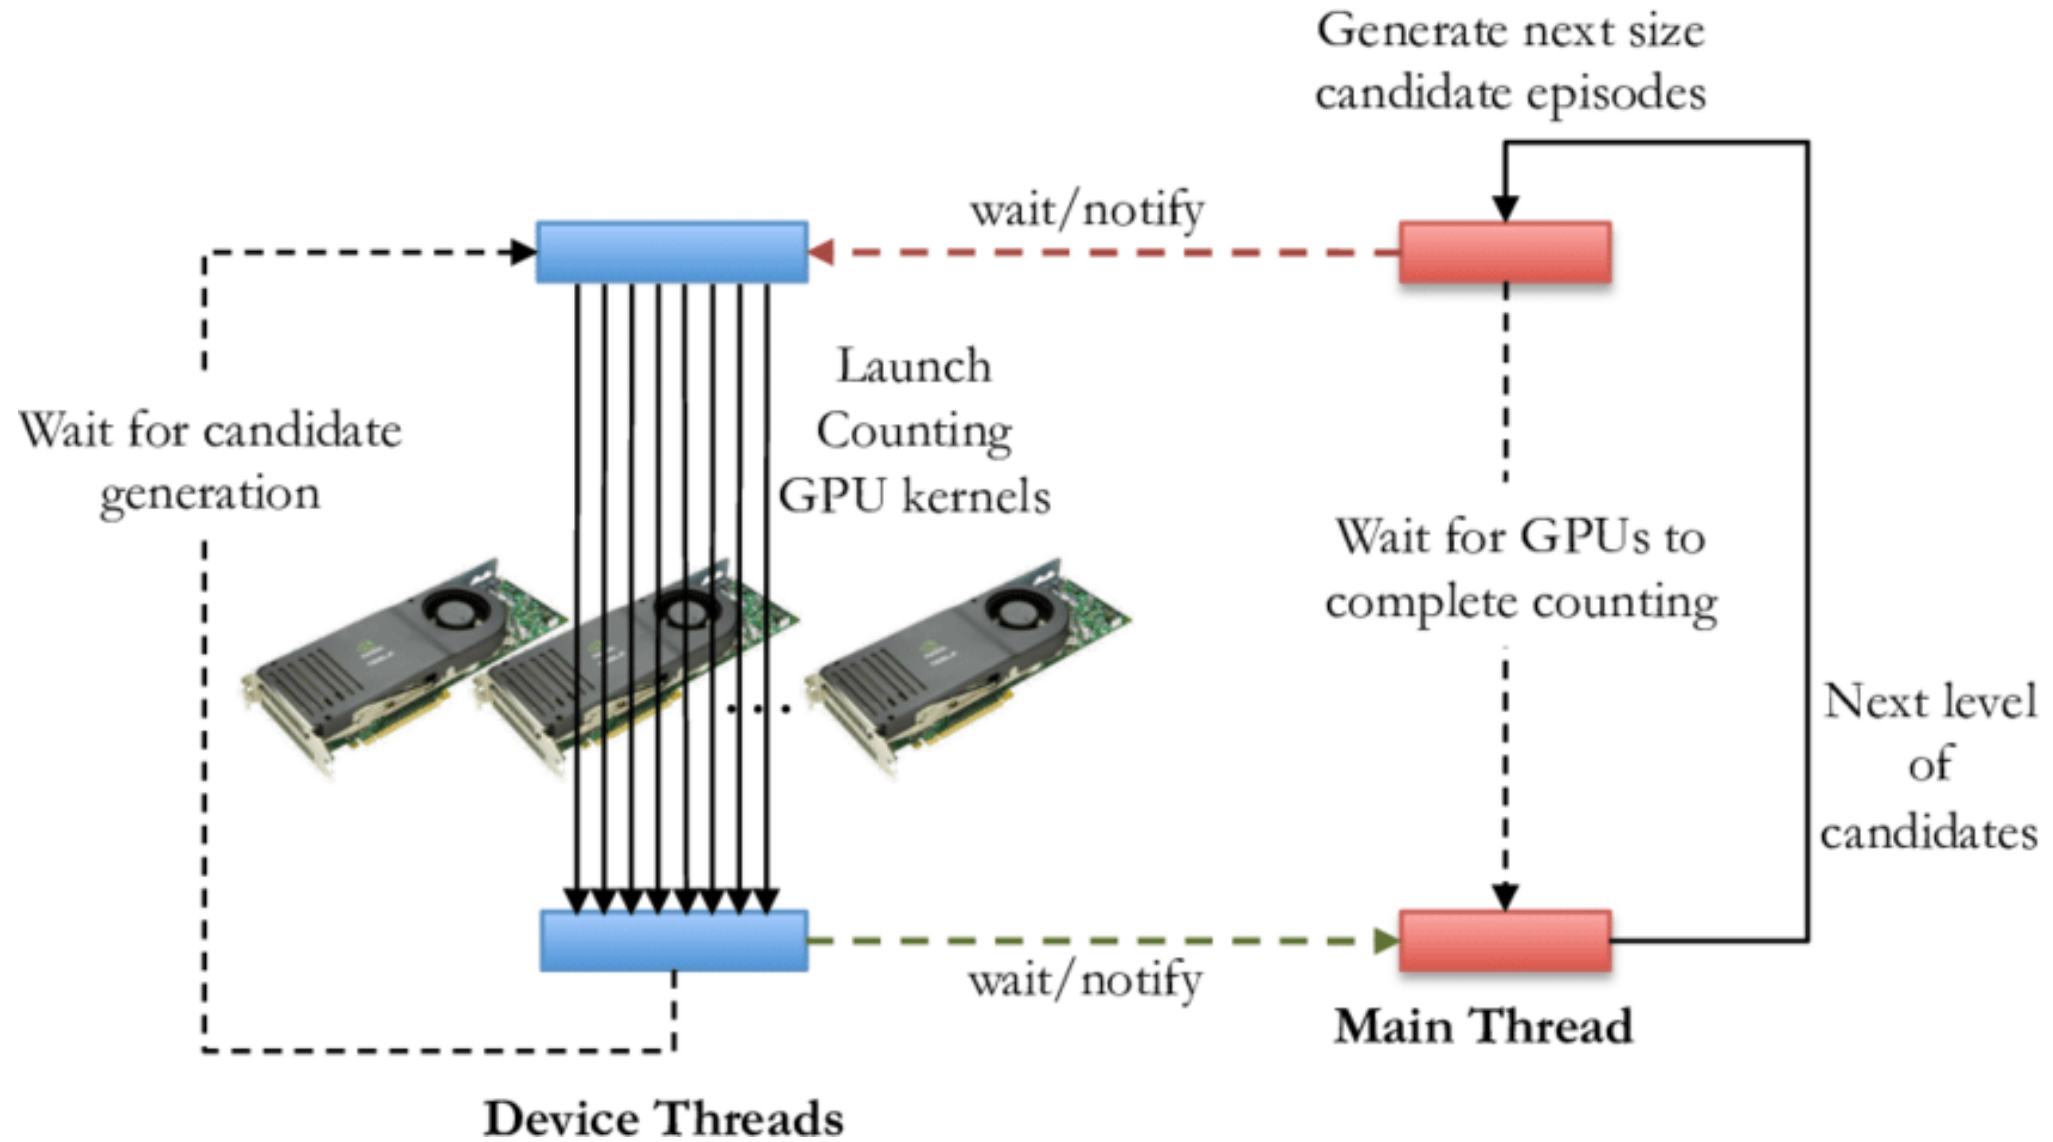 Generate next size
candidate episodes
wait/notify
Launch
Counting
GPU kernels
Wait for candidate
generation
Wait for GPUs to
complete counting
Next level
of
candidates
...
wait/notify
Main Thread
Device Threads